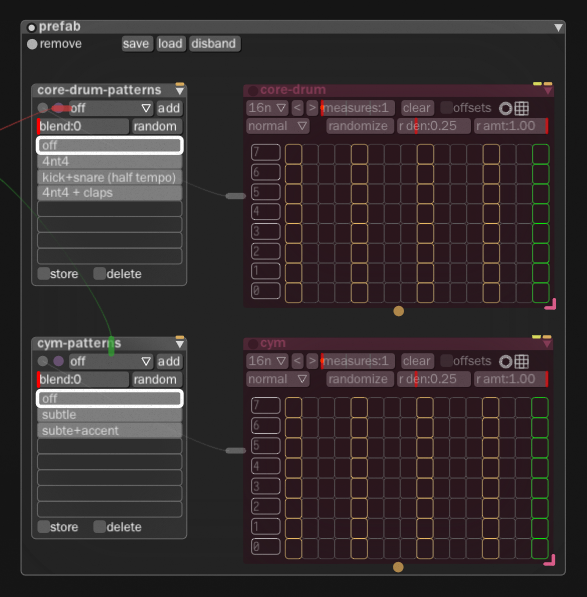 prefab
remove save load disband
core-drum-patterns
off add
blend:0 random
off
4nt4
kick+snare (half tempo)
4nt4 + claps
store delete
core-drum
16n < > measures:1 clear offsets
normal randomize r den:0.25 r amt:1.00
7
6
5
4
3
2
1
0
cym-patterns
off add
blend:0 random
off
subtle
subte+accent
store delete
cym
16n < > measures:1 clear offsets
normal randomize r den:0.25 r amt:1.00
7
6
5
4
3
2
1
0